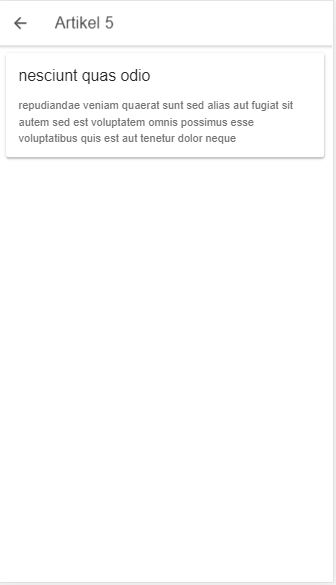 Artikel 5
nesciunt quas odio
repudiandae veniam quaerat sunt sed alias aut fugiat sit
autem sed est voluptatem omnis possimus esse
voluptatibus quis est aut tenetur dolor neque